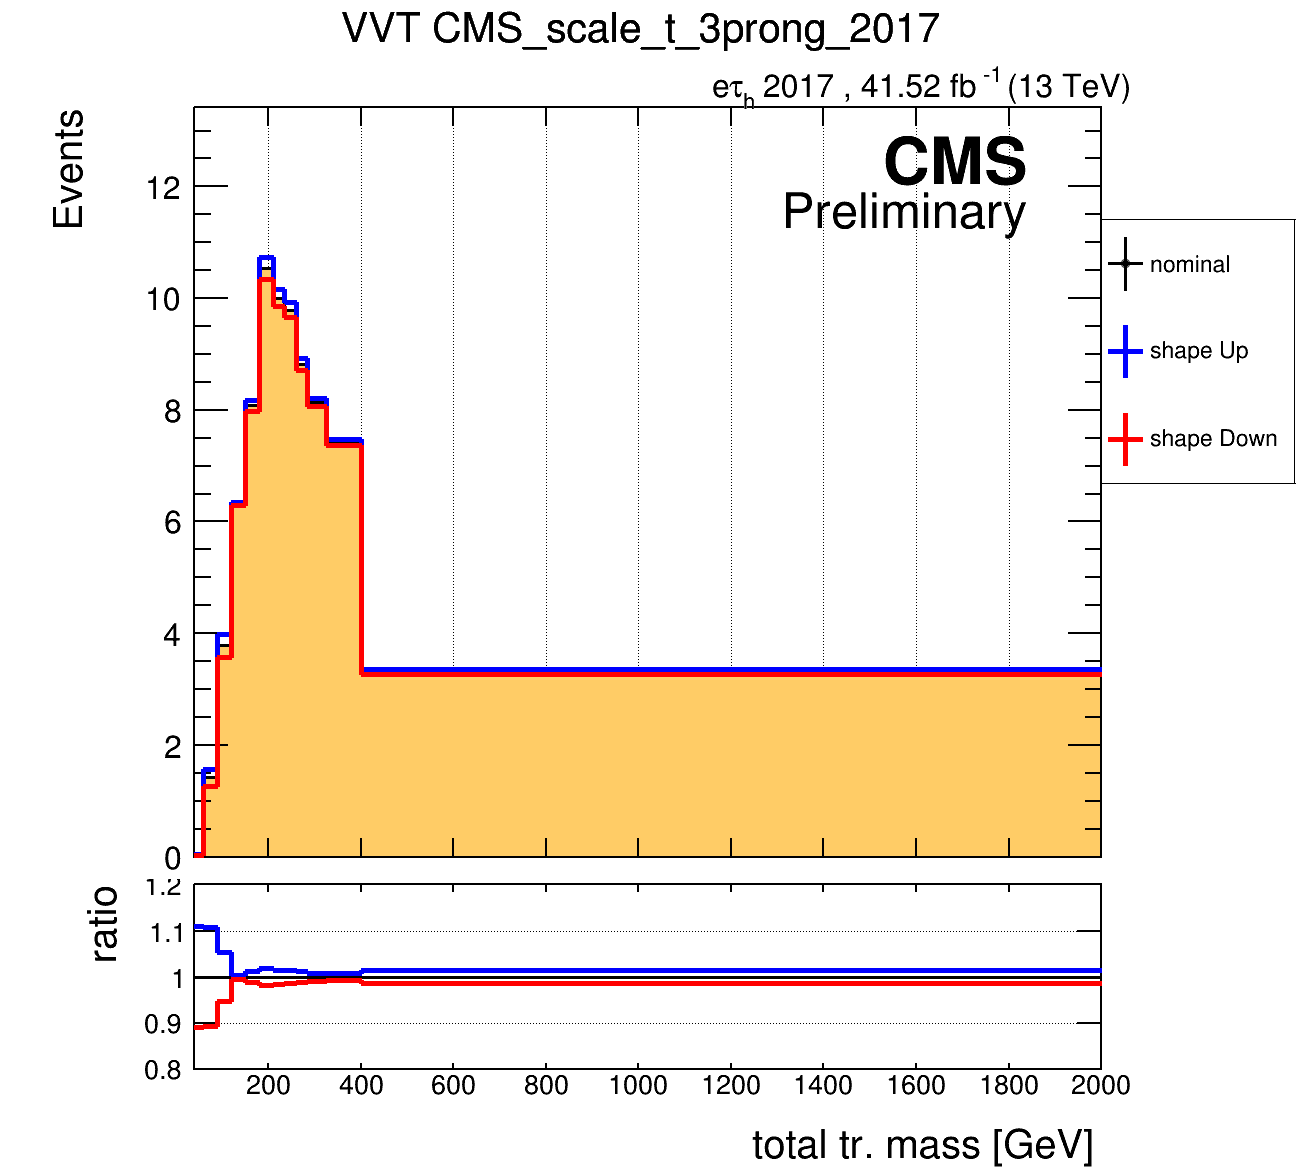 VVT CMS_scale_t_3prong_2017
eτh 2017 , 41.52 fb -1 (13 TeV)
Events
CMS
Preliminary
12
10
8
6
4
2
0
nominal
shape Up
shape Down
ratio
1.2
1.1
1
0.9
0.8
200 400 600 800 1000 1200 1400 1600 1800 2000
total tr. mass [GeV]